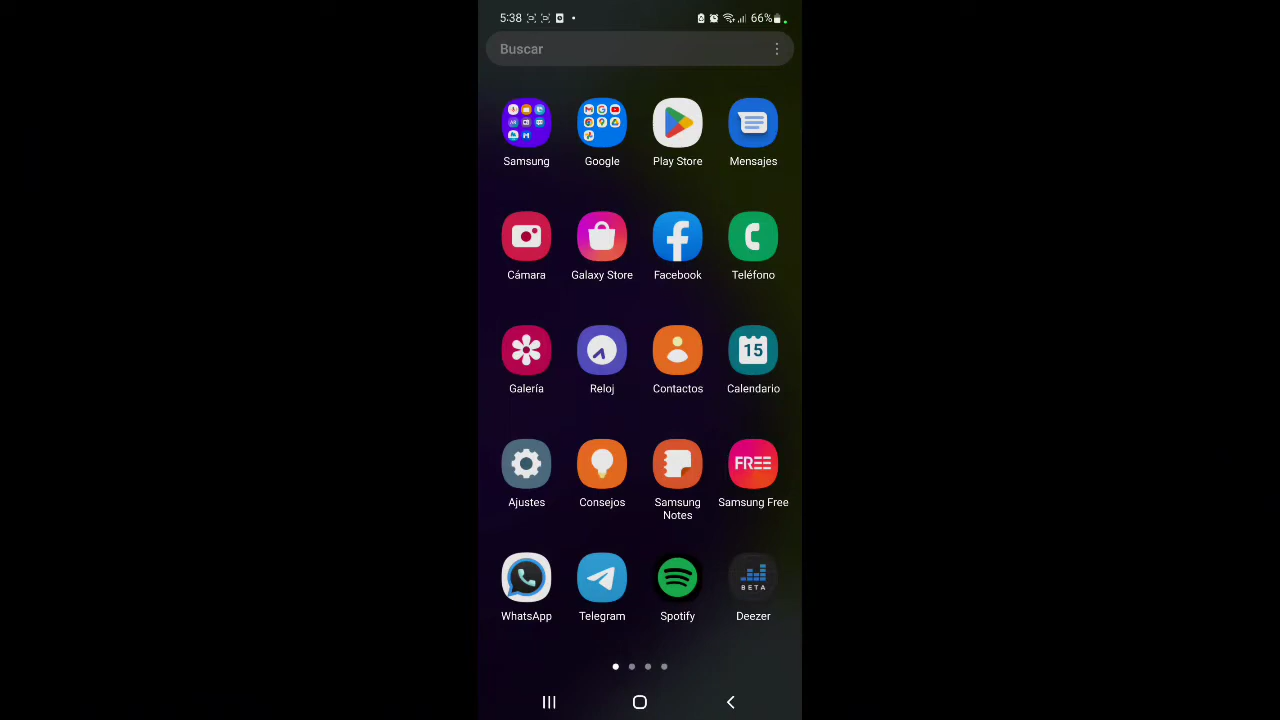 5:38
66%
Buscar
Samsung
Google
Play Store
Mensajes
Cámara
Galaxy Store
Facebook
Teléfono
Galería
Reloj
15
Contactos
Calendario
FREE
Ajustes
Consejos
Samsung
Notes
Samsung Free
BETA
WhatsApp
Telegram
Spotify
Deezer